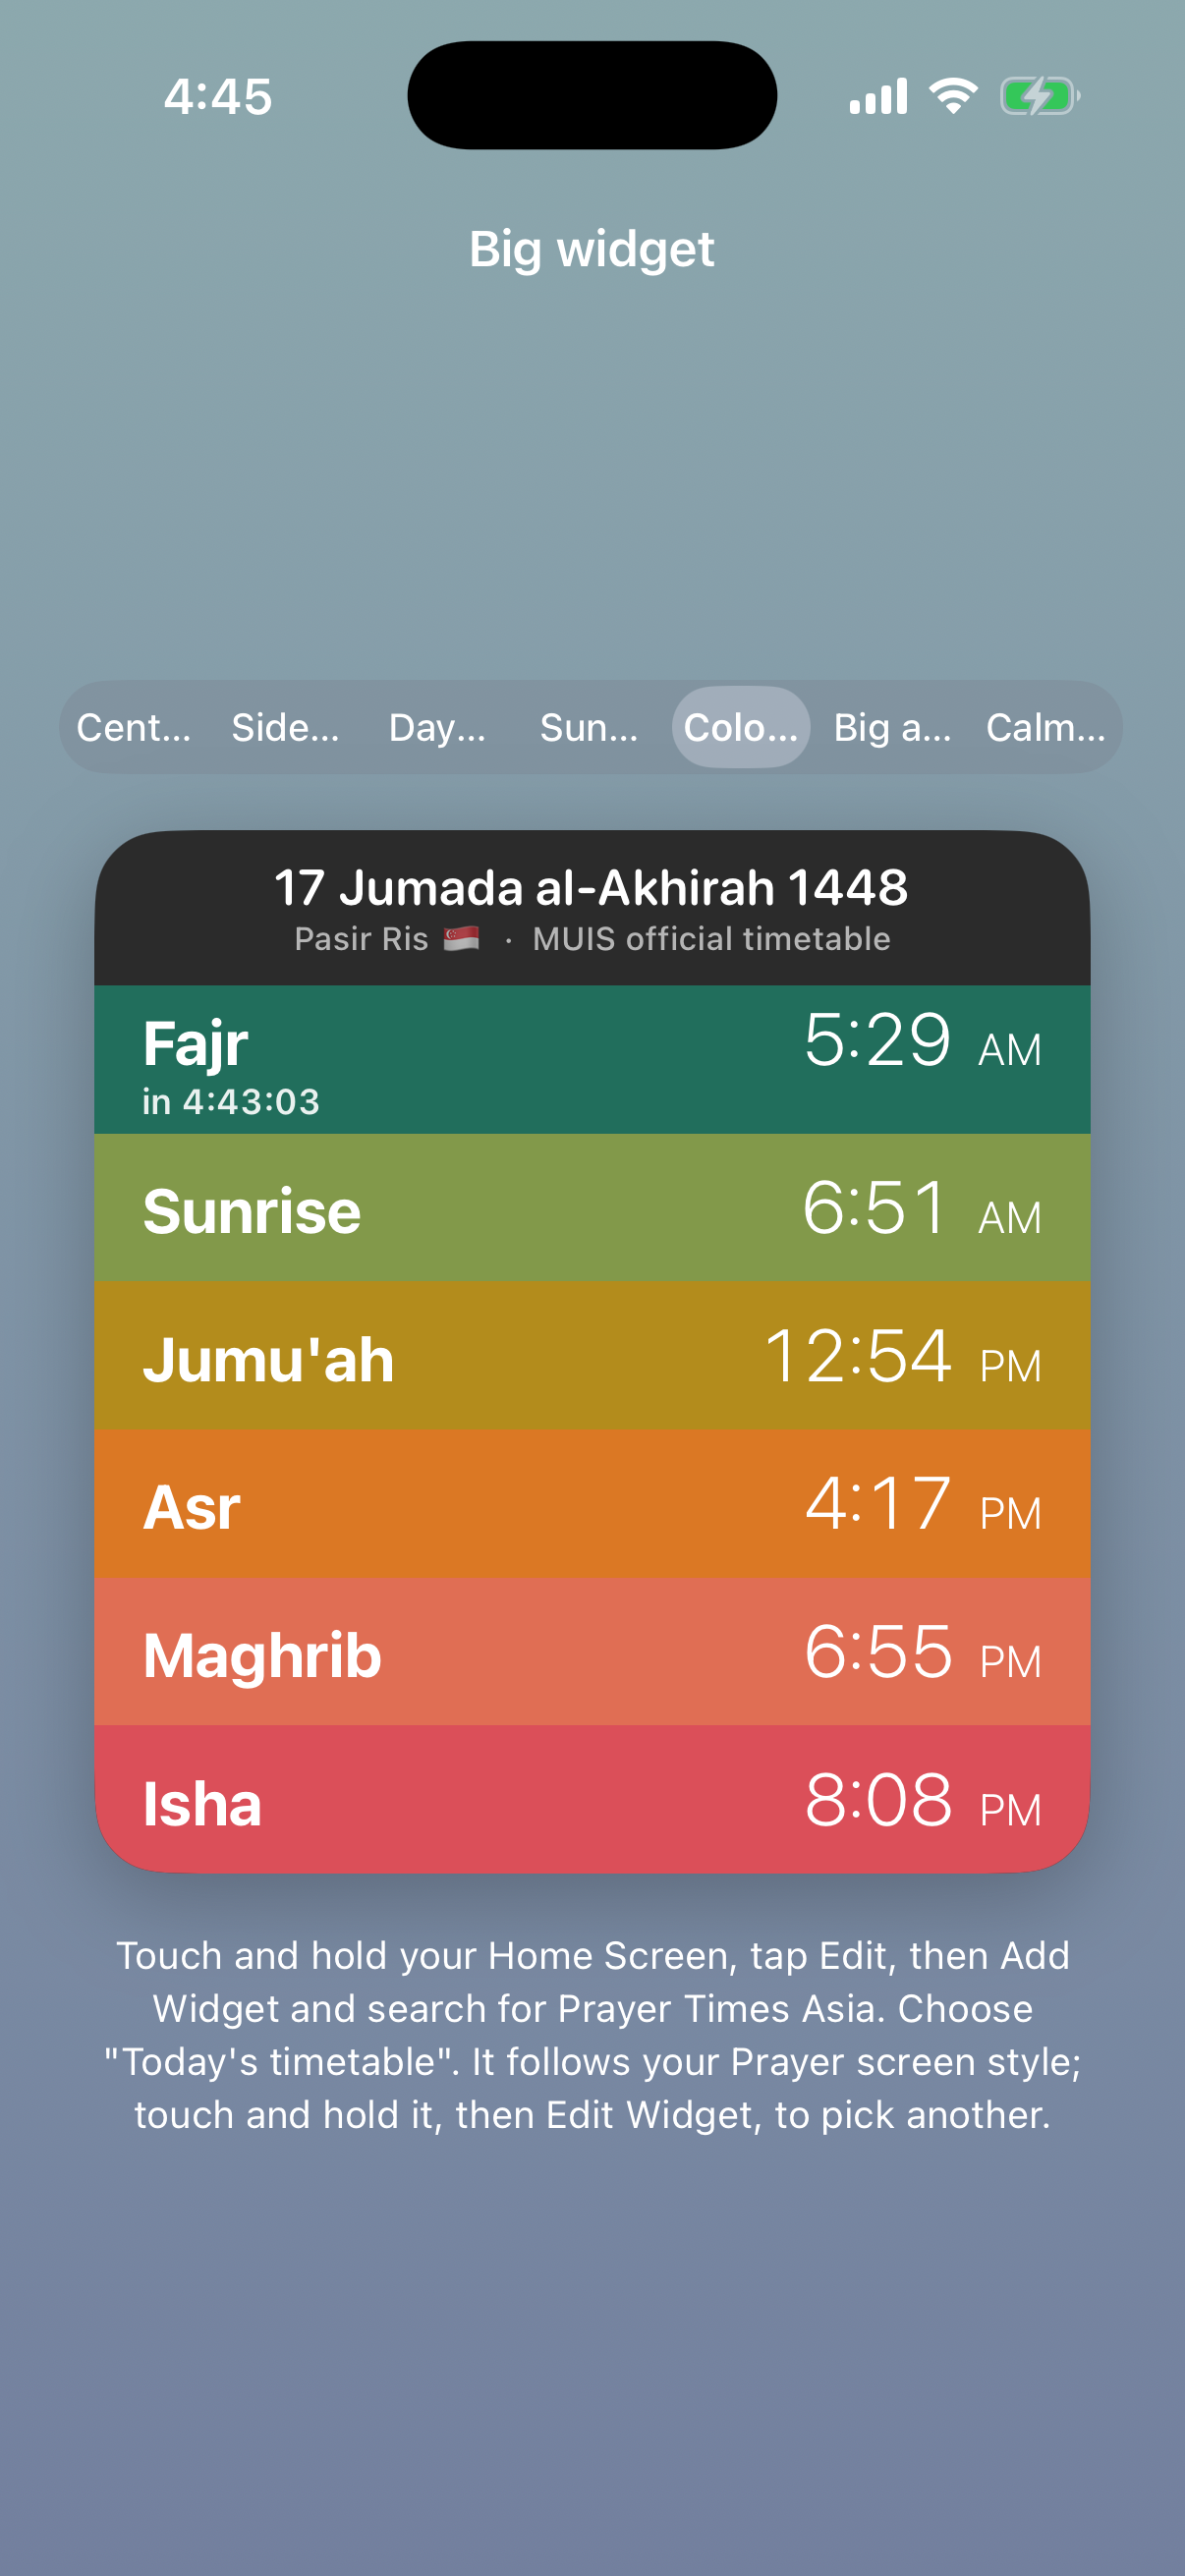 4:45
Big widget
Cent... Side... Day... Sun... Colo... Big a... Calm...
17 Jumada al-Akhirah 1448
Pasir Ris 🇸🇬 · MUIS official timetable
Fajr 5:29 AM
in 4:43:03
Sunrise 6:51 AM
Jumu'ah 12:54 PM
Asr 4:17 PM
Maghrib 6:55 PM
Isha 8:08 PM
Touch and hold your Home Screen, tap Edit, then Add
Widget and search for Prayer Times Asia. Choose
"Today's timetable". It follows your Prayer screen style;
touch and hold it, then Edit Widget, to pick another.